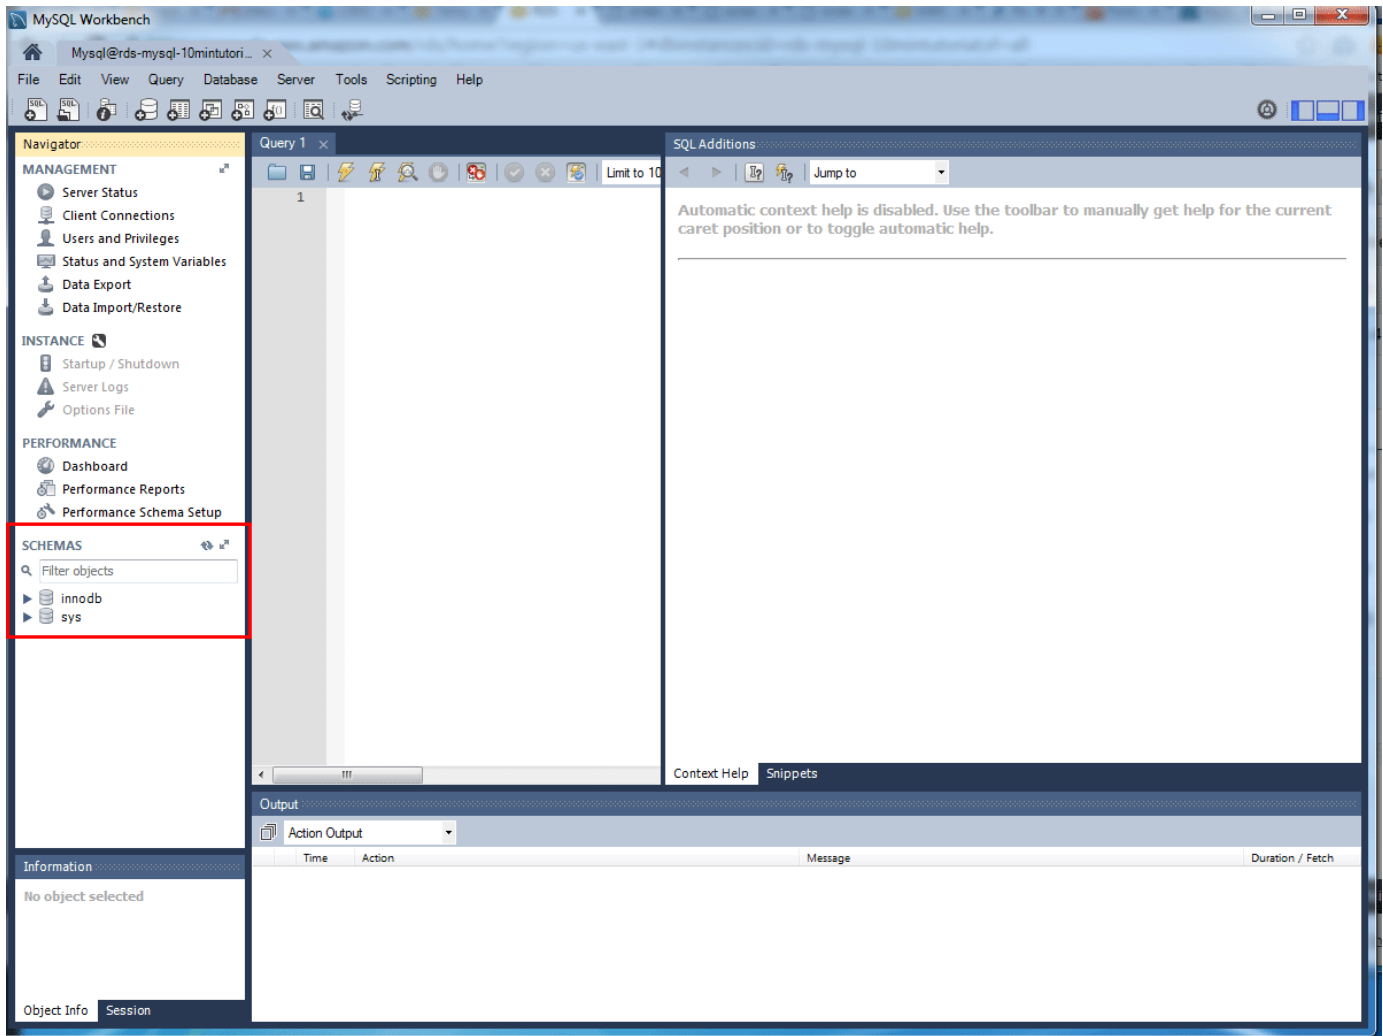 MySQL Workbench
Mysql@rds-mysql-10mintutori...
File Edit View Query Database Server Tools Scripting Help
Navigator
MANAGEMENT
Server Status
Client Connections
Users and Privileges
Status and System Variables
Data Export
Data Import/Restore
INSTANCE
Startup / Shutdown
Server Logs
Options File
PERFORMANCE
Dashboard
Performance Reports
Performance Schema Setup
SCHEMAS
Filter objects
innodb
sys
Information
No object selected
Object Info Session
Query 1
Limit to 10
1
SQL Additions
Jump to
Automatic context help is disabled. Use the toolbar to manually get help for the current
caret position or to toggle automatic help.
Context Help Snippets
Output
Action Output
Time Action Message Duration / Fetch